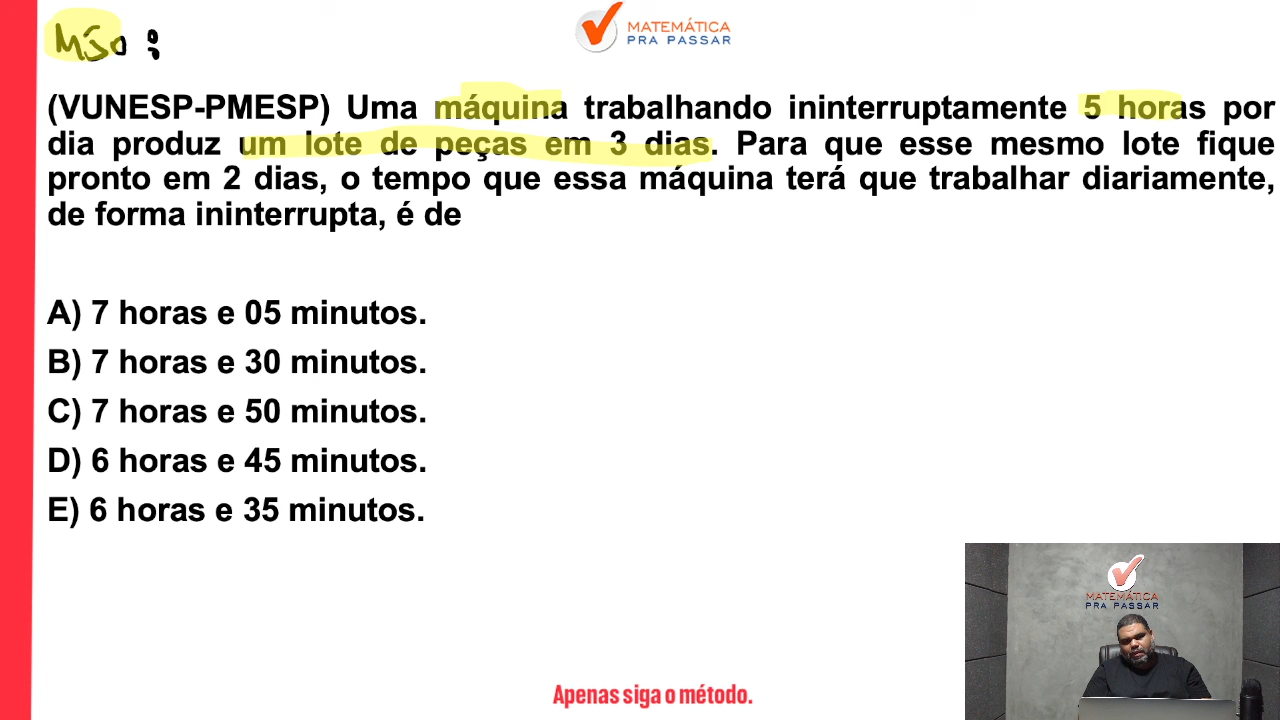 MATEMÁTICA
PRA PASSAR
(VUNESP-PMESP) Uma máquina trabalhando ininterruptamente 5 horas por
dia produz um lote de peças em 3 dias. Para que esse mesmo lote fique
pronto em 2 dias, o tempo que essa máquina terá que trabalhar diariamente,
de forma ininterrupta, é de
A) 7 horas e 05 minutos.
B) 7 horas e 30 minutos.
C) 7 horas e 50 minutos.
D) 6 horas e 45 minutos.
E) 6 horas e 35 minutos.
MATEMÁTICA
PRA PASSAR
Apenas siga o método.